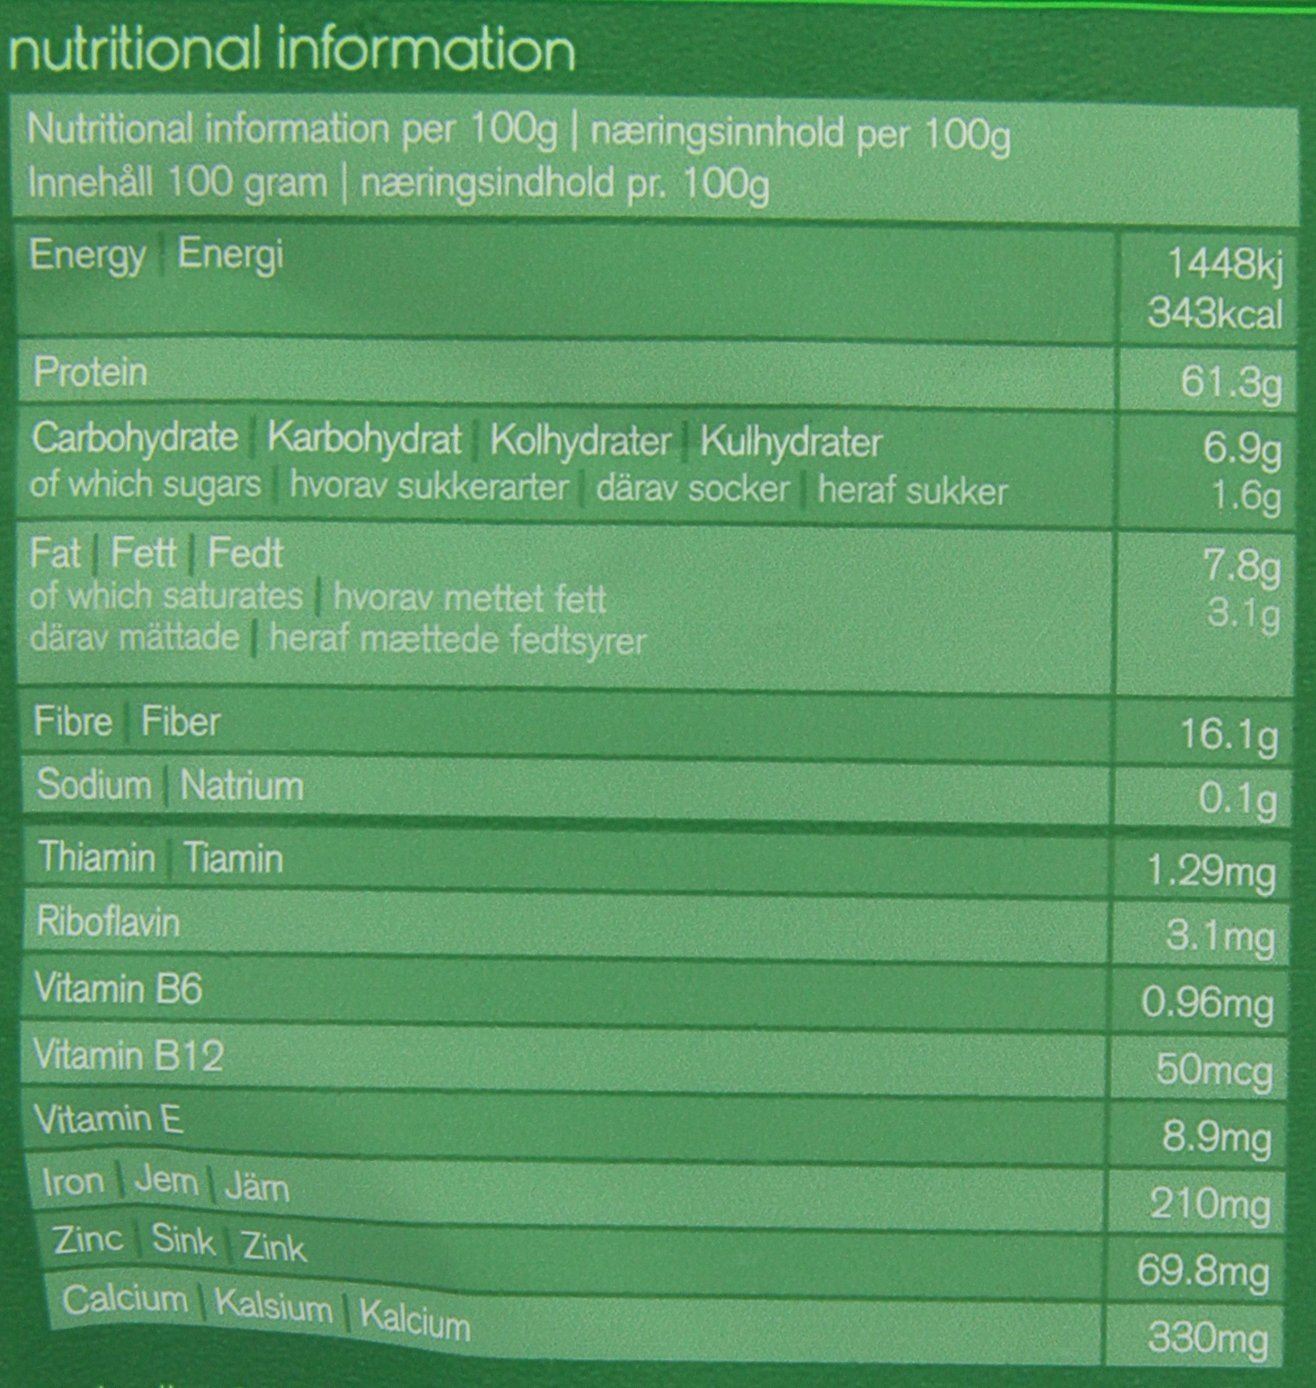 nutritional information
Nutritional information per 100g | næringsinnhold per 100g
Innehåll 100 gram | næringsindhold pr. 100g
Energy | Energi 1448kj
343kcal
Protein 61.3g
Carbohydrate | Karbohydrat | Kolhydrater | Kulhydrater 6.9g
of which sugars | hvorav sukkerarter | därav socker | heraf sukker 1.6g
Fat | Fett | Fedt 7.8g
of which saturates | hvorav mettet fett 3.1g
därav mättade | heraf mættede fedtsyrer
Fibre | Fiber 16.1g
Sodium | Natrium 0.1g
Thiamin | Tiamin 1.29mg
Riboflavin 3.1mg
Vitamin B6 0.96mg
Vitamin B12 50mcg
Vitamin E 8.9mg
Iron | Jern | Järn 210mg
Zinc | Sink | Zink 69.8mg
Calcium | Kalsium | Kalcium 330mg